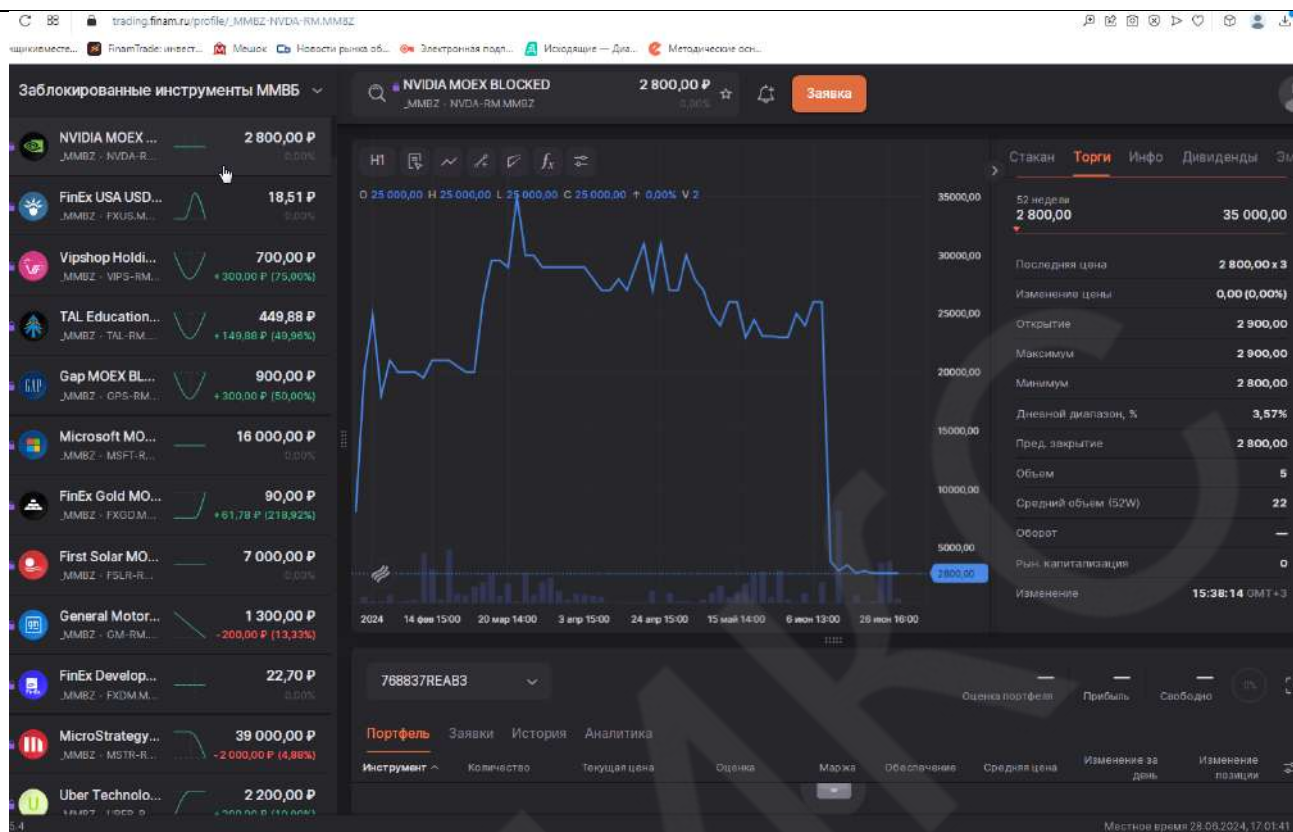 trading.finam.ru/profile/_MMBZ-NVDA-RM.MMBZ
щикивместе... FinamTrade: инвест... Мешок Новости рынка об... Электронная подп... Исходящие — Диа... Методические осн...
Заблокированные инструменты ММВБ
NVIDIA MOEX BLOCKED 2 800,00 ₽
_MMBZ · NVDA-RM.MMBZ 0,00%
Заявка
NVIDIA MOEX ... 2 800,00 ₽
_MMBZ · NVDA-R... 0,00%
FinEx USA USD... 18,51 ₽
_MMBZ · FXUS.M... 0,00%
Vipshop Holdi... 700,00 ₽
_MMBZ · VIPS-RM... +300,00 ₽ (75,00%)
TAL Education... 449,88 ₽
_MMBZ · TAL-RM.... +149,88 ₽ (49,96%)
Gap MOEX BL... 900,00 ₽
_MMBZ · GPS-RM... +300,00 ₽ (50,00%)
Microsoft MO... 16 000,00 ₽
_MMBZ · MSFT-R... 0,00%
FinEx Gold MO... 90,00 ₽
_MMBZ · FXGD.M... +61,78 ₽ (218,92%)
First Solar MO... 7 000,00 ₽
_MMBZ · FSLR-R... 0,00%
General Motor... 1 300,00 ₽
_MMBZ · GM-RM.... -200,00 ₽ (13,33%)
FinEx Develop... 22,70 ₽
_MMBZ · FXDM.M... 0,00%
MicroStrategy... 39 000,00 ₽
_MMBZ · MSTR-R... -2 000,00 ₽ (4,88%)
Uber Technolo... 2 200,00 ₽
H1
O 25 000,00 H 25 000,00 L 25 000,00 C 25 000,00 ↑ 0,00% V 2
35000,00
30000,00
25000,00
20000,00
15000,00
10000,00
5000,00
2800,00
2024 14 фев 15:00 20 мар 14:00 3 апр 15:00 24 апр 15:00 15 май 14:00 6 июн 13:00 26 июн 16:00
Стакан Торги Инфо Дивиденды Эм
52 недели
2 800,00 35 000,00
Последняя цена 2 800,00 x 3
Изменение цены 0,00 (0,00%)
Открытие 2 900,00
Максимум 2 900,00
Минимум 2 800,00
Дневной диапазон, % 3,57%
Пред. закрытие 2 800,00
Объем 5
Средний объем (52W) 22
Оборот —
Рын. капитализация 0
Изменение 15:38:14 GMT+3
768837REAB3
Оценка портфеля Прибыль Свободно 0%
Портфель Заявки История Аналитика
Инструмент Количество Текущая цена Оценка Маржа Обеспечение Средняя цена Изменение за день Изменение позиции
5.4 Местное время 28.06.2024, 17:01:41